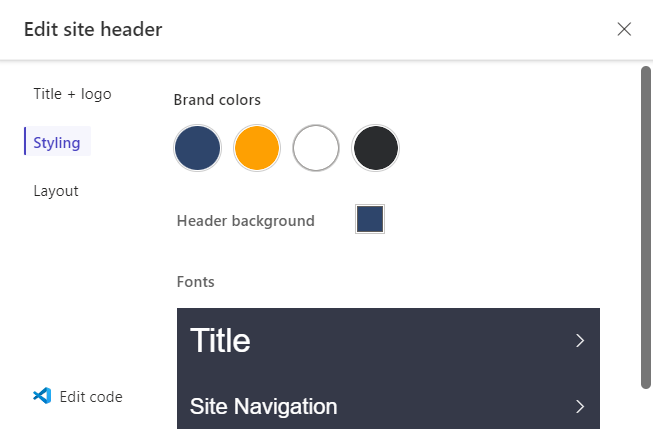 Edit site header
Title + logo
Styling
Layout
Edit code
Brand colors
Header background
Fonts
Title
Site Navigation